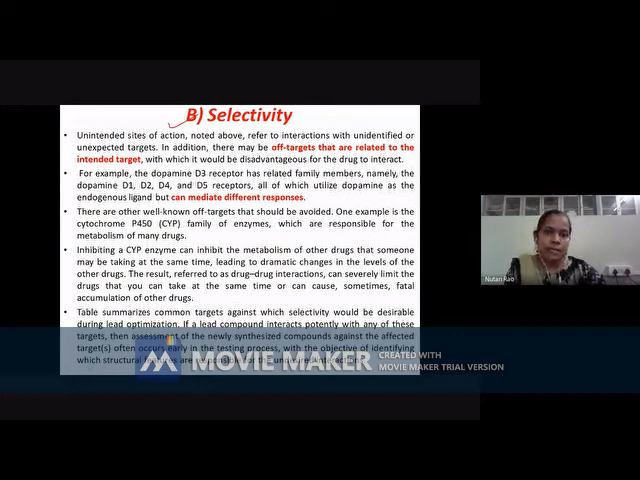 B) Selectivity
• Unintended sites of action, noted above, refer to interactions with unidentified or
unexpected targets. In addition, there may be off-targets that are related to the
intended target, with which it would be disadvantageous for the drug to interact.
• For example, the dopamine D3 receptor has related family members, namely, the
dopamine D1, D2, D4, and D5 receptors, all of which utilize dopamine as the
endogenous ligand but can mediate different responses.
• There are other well-known off-targets that should be avoided. One example is the
cytochrome P450 (CYP) family of enzymes, which are responsible for the
metabolism of many drugs.
• Inhibiting a CYP enzyme can inhibit the metabolism of other drugs that someone
may be taking at the same time, leading to dramatic changes in the levels of the
other drugs. The result, referred to as drug–drug interactions, can severely limit the
drugs that you can take at the same time or can cause, sometimes, fatal
accumulation of other drugs.
• Table summarizes common targets against which selectivity would be desirable
during lead optimization. If a lead compound interacts potently with any of these
targets, then assessment of the newly synthesized compounds against the affected
target(s) often occurs early in the testing process, with the objective of identifying
which structural features are responsible for the
MOVIE MAKER
CREATED WITH
MOVIE MAKER TRIAL VERSION
Nutan Rao